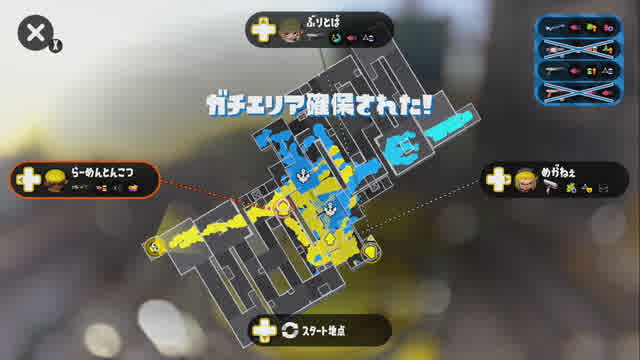 ぷりとば
ガチエリア確保された!
らーめんとんこつ
めがねぇ
スタート地点
X